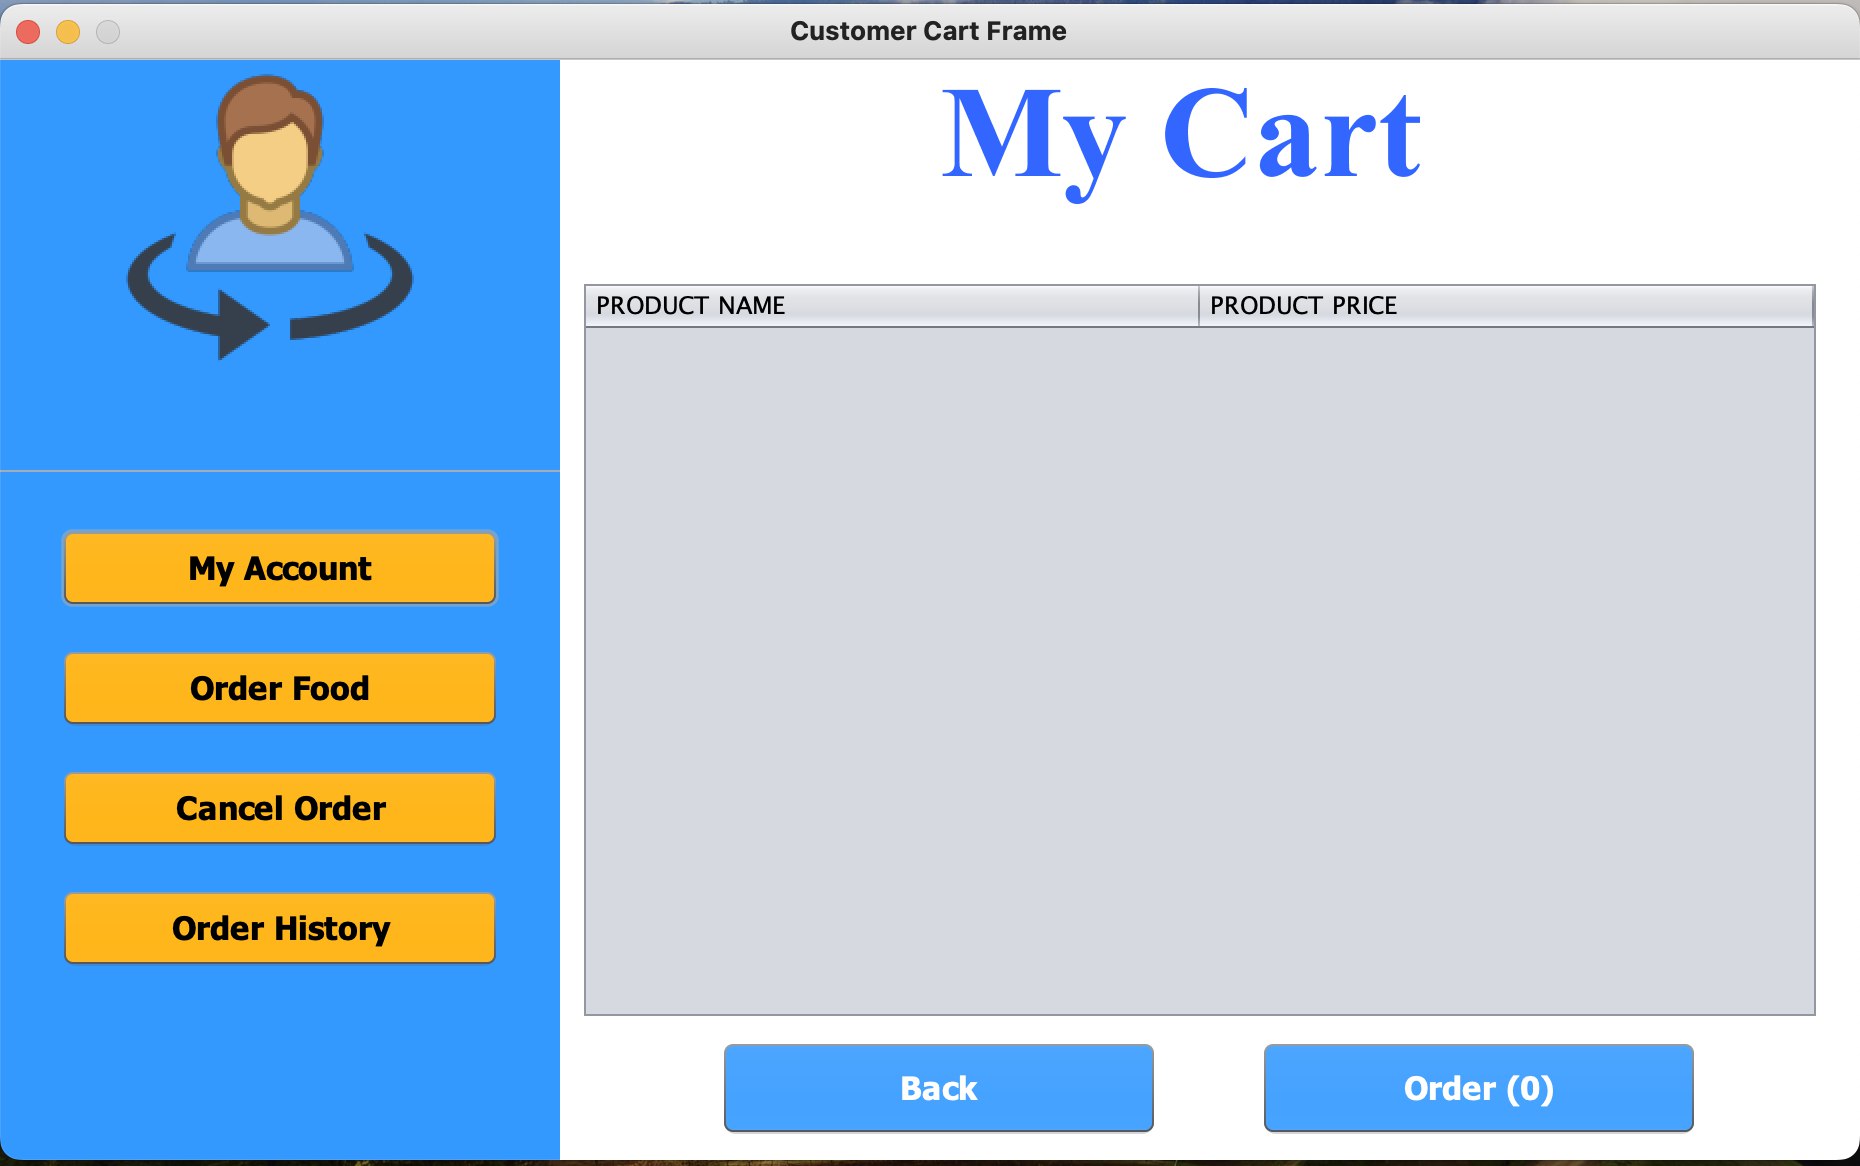 Customer Cart Frame
My Cart
PRODUCT NAME
PRODUCT PRICE
My Account
Order Food
Cancel Order
Order History
Back
Order (0)